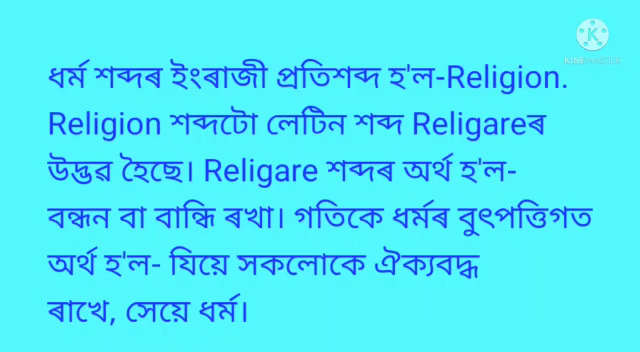 ধৰ্ম শব্দৰ ইংৰাজী প্ৰতিশব্দ হ'ল-Religion.
Religion শব্দটো লেটিন শব্দ Religareৰ
উদ্ভৱ হৈছে। Religare শব্দৰ অৰ্থ হ'ল-
বন্ধন বা বান্ধি ৰখা। গতিকে ধৰ্মৰ বুৎপত্তিগত
অৰ্থ হ'ল- যিয়ে সকলোকে ঐক্যবদ্ধ
ৰাখে, সেয়ে ধৰ্ম।